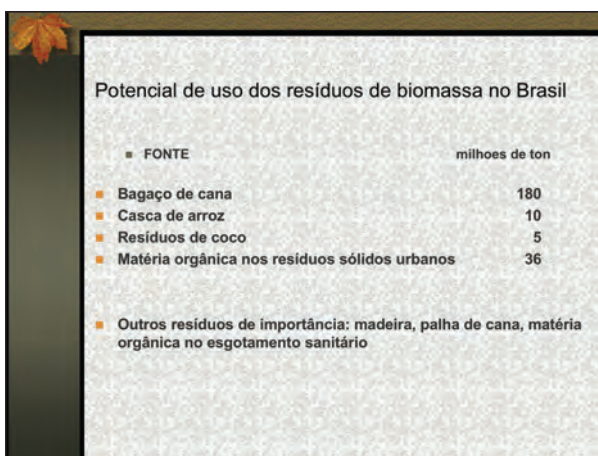 Potencial de uso dos resíduos de biomassa no Brasil
FONTE milhoes de ton
Bagaço de cana 180
Casca de arroz 10
Resíduos de coco 5
Matéria orgânica nos resíduos sólidos urbanos 36
Outros resíduos de importância: madeira, palha de cana, matéria
orgânica no esgotamento sanitário